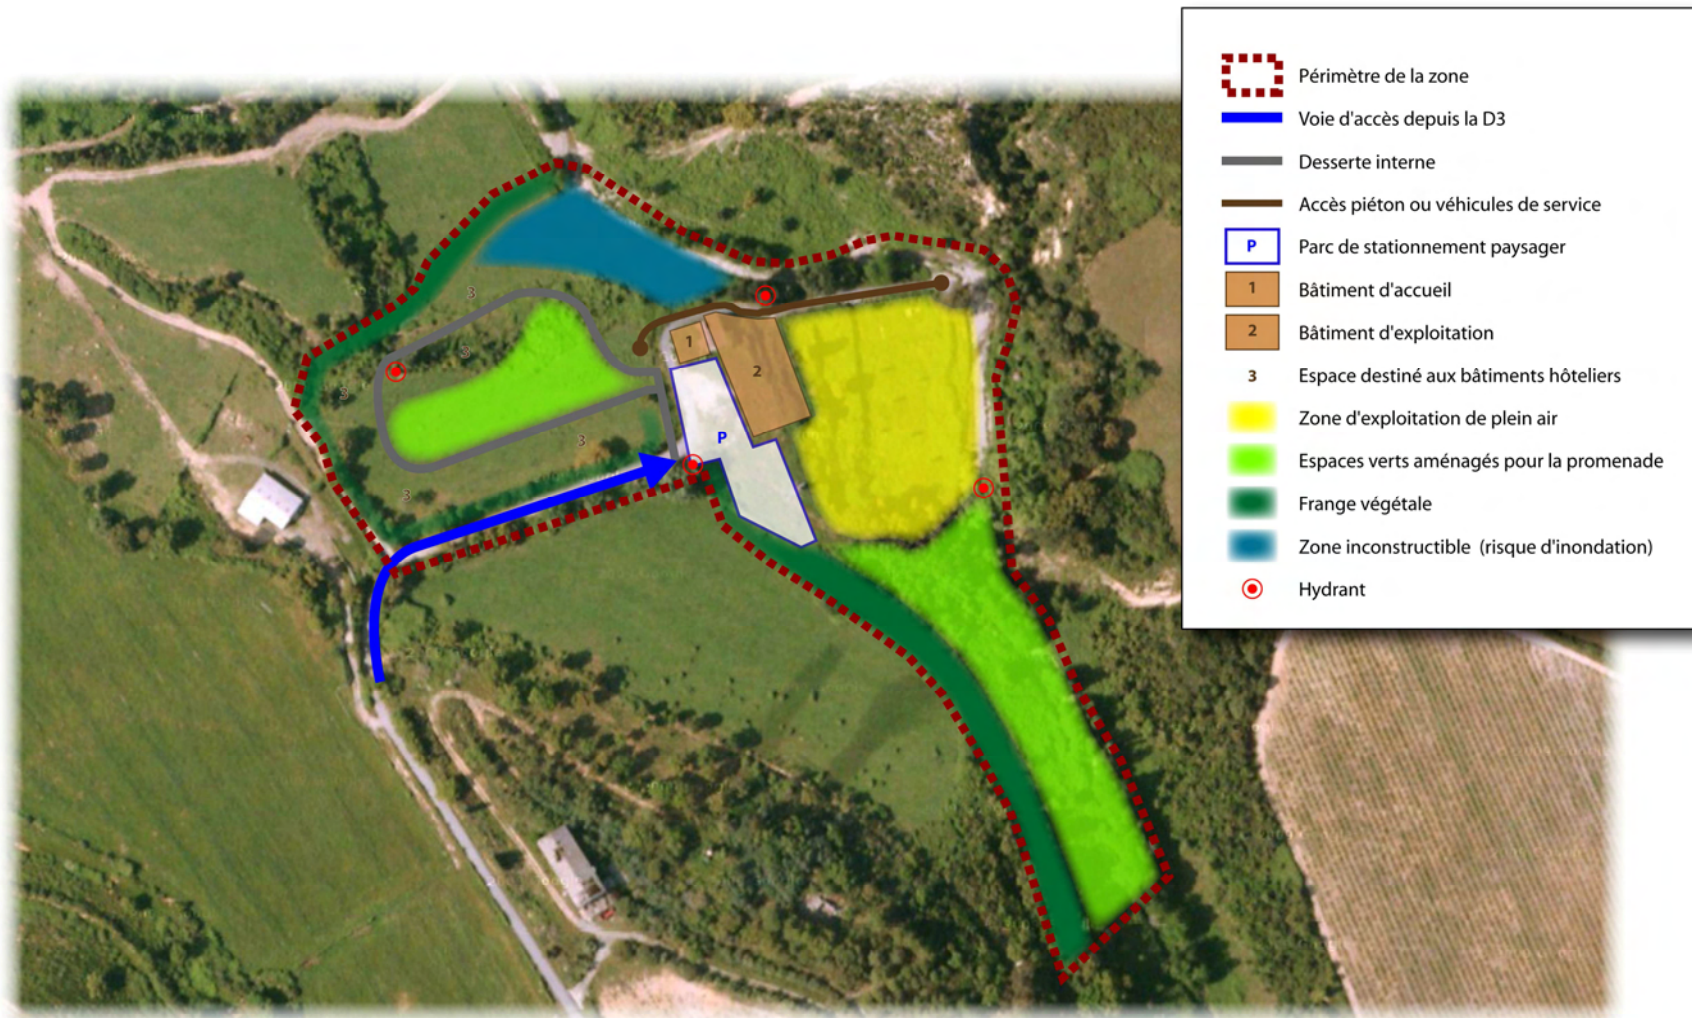 Périmètre de la zone
Voie d'accès depuis la D3
Desserte interne
Accès piéton ou véhicules de service
P
Parc de stationnement paysager
1
Bâtiment d'accueil
2
Bâtiment d'exploitation
3
Espace destiné aux bâtiments hôteliers
Zone d'exploitation de plein air
Espaces verts aménagés pour la promenade
Frange végétale
Zone inconstructible (risque d'inondation)
Hydrant
3
1
3
2
3
P
3
3